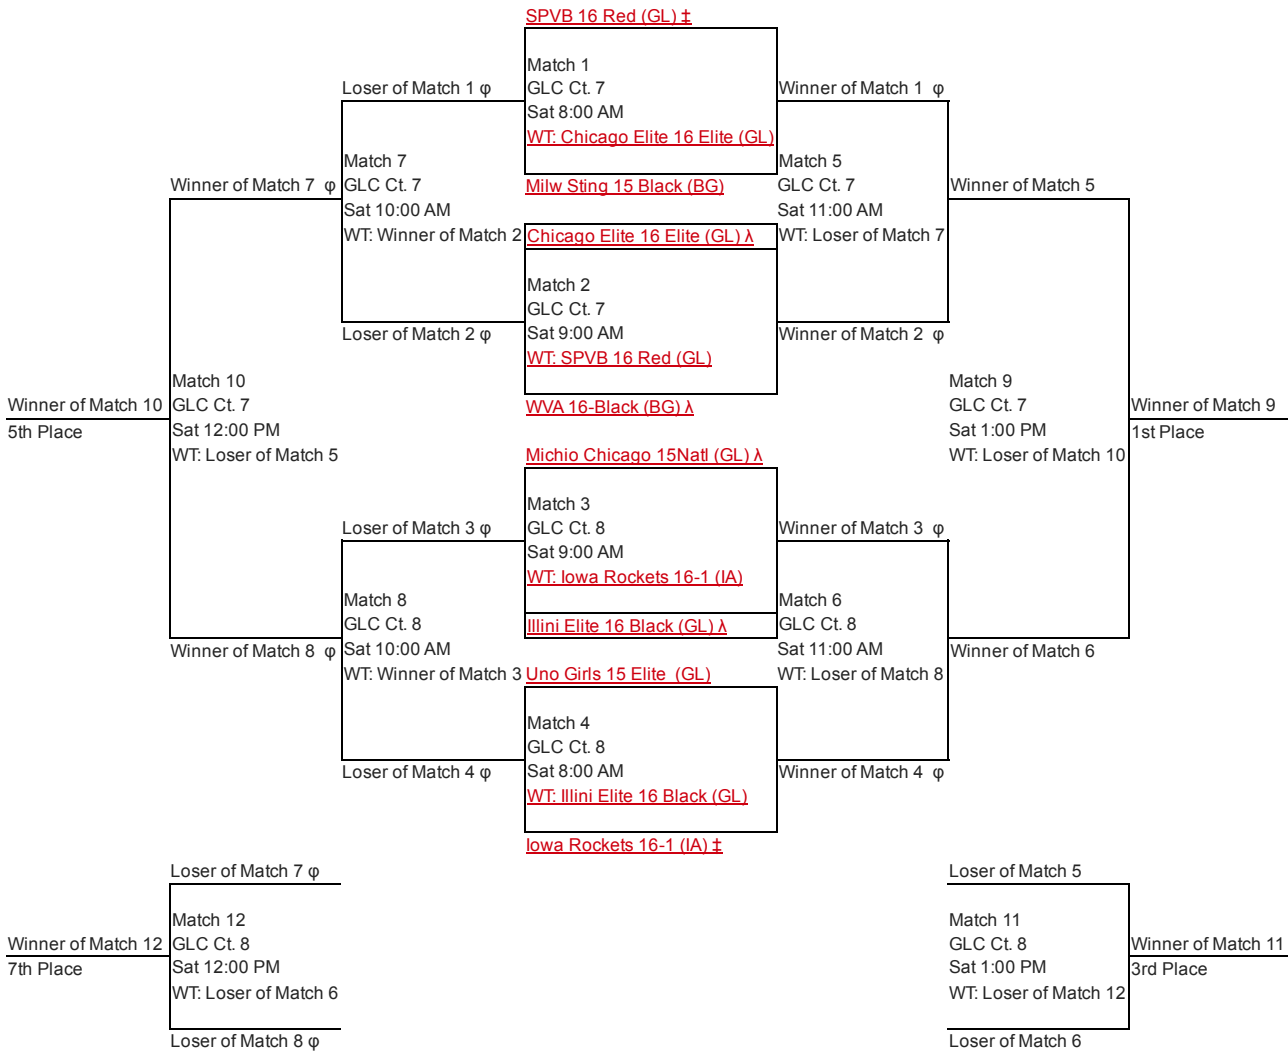 SPVB 16 Red (GL) ‡
Match 1
GLC Ct. 7
Sat 8:00 AM
WT: Chicago Elite 16 Elite (GL)
Milw Sting 15 Black (BG)
Loser of Match 1 φ
Winner of Match 1 φ
Match 7
GLC Ct. 7
Sat 10:00 AM
WT: Winner of Match 2
Match 5
GLC Ct. 7
Sat 11:00 AM
WT: Loser of Match 7
Winner of Match 7 φ
Winner of Match 5
Chicago Elite 16 Elite (GL) λ
Match 2
GLC Ct. 7
Sat 9:00 AM
WT: SPVB 16 Red (GL)
WVA 16-Black (BG) λ
Loser of Match 2 φ
Winner of Match 2 φ
Match 10
GLC Ct. 7
Sat 12:00 PM
WT: Loser of Match 5
Winner of Match 10
5th Place
Match 9
GLC Ct. 7
Sat 1:00 PM
WT: Loser of Match 10
Winner of Match 9
1st Place
Michio Chicago 15Natl (GL) λ
Match 3
GLC Ct. 8
Sat 9:00 AM
WT: Iowa Rockets 16-1 (IA)
Illini Elite 16 Black (GL) λ
Loser of Match 3 φ
Winner of Match 3 φ
Match 8
GLC Ct. 8
Sat 10:00 AM
WT: Winner of Match 3
Match 6
GLC Ct. 8
Sat 11:00 AM
WT: Loser of Match 8
Winner of Match 8 φ
Winner of Match 6
Uno Girls 15 Elite (GL)
Match 4
GLC Ct. 8
Sat 8:00 AM
WT: Illini Elite 16 Black (GL)
Iowa Rockets 16-1 (IA) ‡
Loser of Match 4 φ
Winner of Match 4 φ
Loser of Match 7 φ
Match 12
GLC Ct. 8
Sat 12:00 PM
WT: Loser of Match 6
Loser of Match 8 φ
Winner of Match 12
7th Place
Loser of Match 5
Match 11
GLC Ct. 8
Sat 1:00 PM
WT: Loser of Match 12
Loser of Match 6
Winner of Match 11
3rd Place